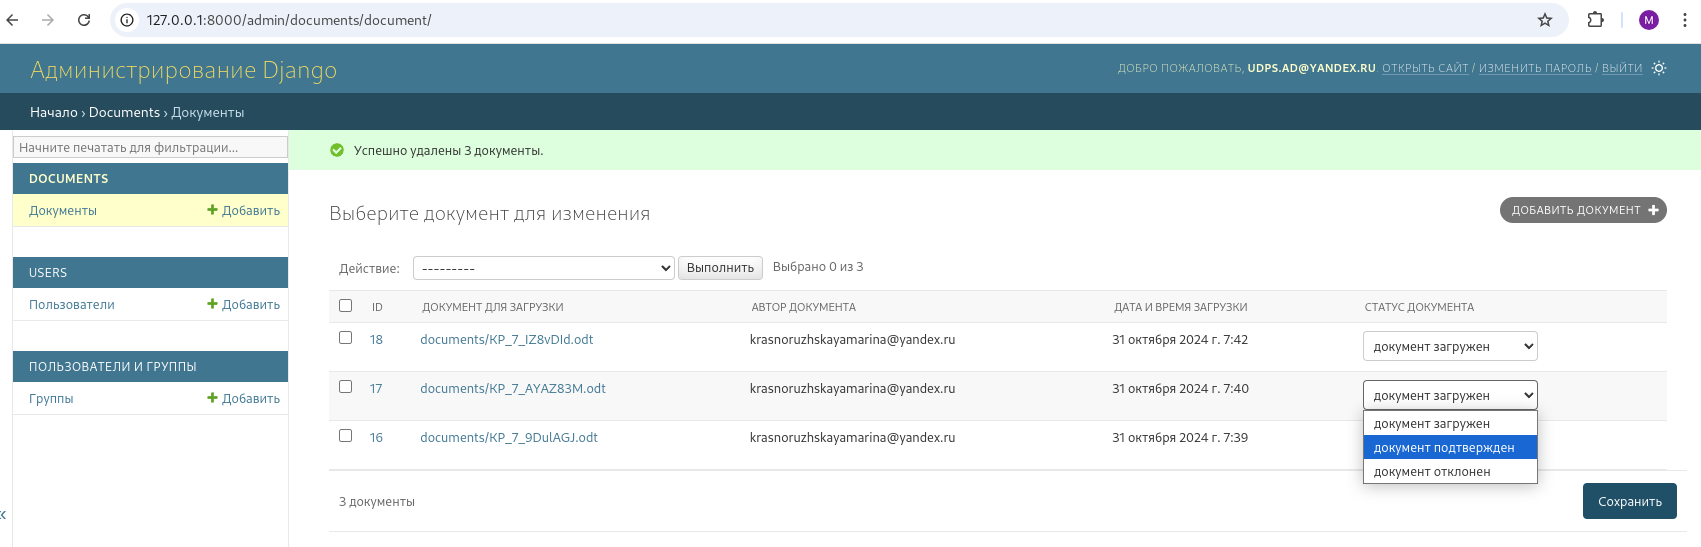 127.0.0.1:8000/admin/documents/document/
M
Администрирование Django
ДОБРО ПОЖАЛОВАТЬ, UDPS.AD@YANDEX.RU. ОТКРЫТЬ САЙТ / ИЗМЕНИТЬ ПАРОЛЬ / ВЫЙТИ
Начало › Documents › Документы
Начните печатать для фильтрации...
DOCUMENTS
Документы Добавить
USERS
Пользователи Добавить
ПОЛЬЗОВАТЕЛИ И ГРУППЫ
Группы Добавить
к
Успешно удалены 3 документы.
Выберите документ для изменения
ДОБАВИТЬ ДОКУМЕНТ
Действие: --------- Выполнить Выбрано 0 из 3
ID ДОКУМЕНТ ДЛЯ ЗАГРУЗКИ АВТОР ДОКУМЕНТА ДАТА И ВРЕМЯ ЗАГРУЗКИ СТАТУС ДОКУМЕНТА
18 documents/КР_7_IZ8vDId.odt krasnoruzhskayamarina@yandex.ru 31 октября 2024 г. 7:42 документ загружен
17 documents/КР_7_AYAZ83M.odt krasnoruzhskayamarina@yandex.ru 31 октября 2024 г. 7:40 документ загружен
16 documents/КР_7_9DulAGJ.odt krasnoruzhskayamarina@yandex.ru 31 октября 2024 г. 7:39
документ загружен
документ подтвержден
документ отклонен
3 документы
Сохранить